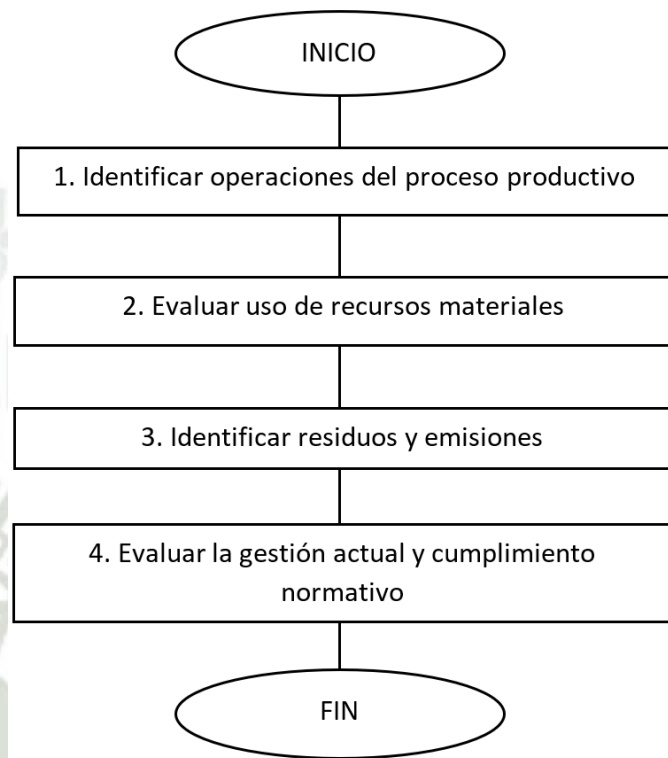 INICIO
1. Identificar operaciones del proceso productivo
2. Evaluar uso de recursos materiales
3. Identificar residuos y emisiones
4. Evaluar la gestión actual y cumplimiento
normativo
FIN